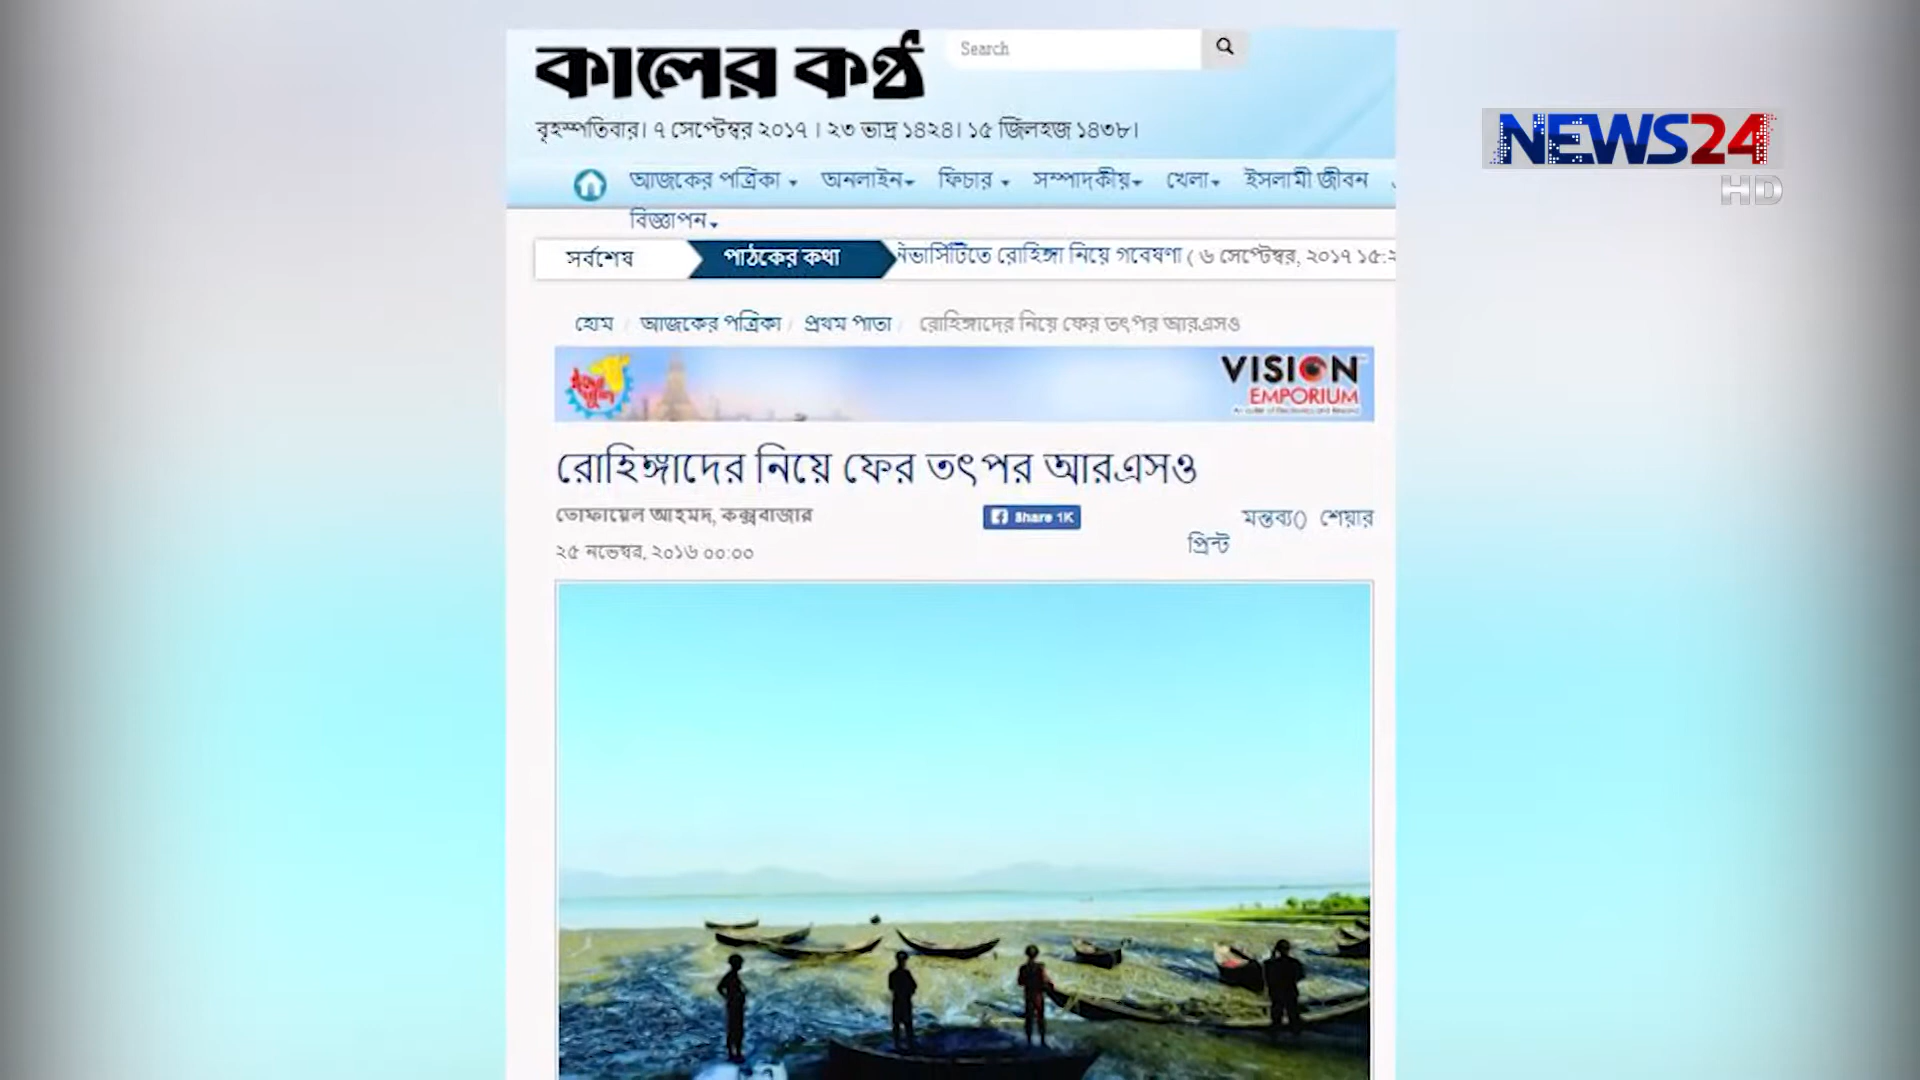 কালের কণ্ঠ
Search
বৃহস্পতিবার। ৭ সেপ্টেম্বর ২০১৭ । ২৩ ভাদ্র ১৪২৪। ১৫ জিলহজ ১৪৩৮।
NEWS24
HD
আজকের পত্রিকা অনলাইন ফিচার সম্পাদকীয় খেলা ইসলামী জীবন
বিজ্ঞাপন
সর্বশেষ পাঠকের কথা নিভার্সিটিতে রোহিঙ্গা নিয়ে গবেষণা ( ৬ সেপ্টেম্বর, ২০১৭ ১৫:২
হোম / আজকের পত্রিকা / প্রথম পাতা / রোহিঙ্গাদের নিয়ে ফের তৎপর আরএসও
VISION
EMPORIUM
রোহিঙ্গাদের নিয়ে ফের তৎপর আরএসও
তোফায়েল আহমদ, কক্সবাজার
Share 1K
মন্তব্য() শেয়ার
প্রিন্ট
২৫ নভেম্বর, ২০১৬ ০০:০০